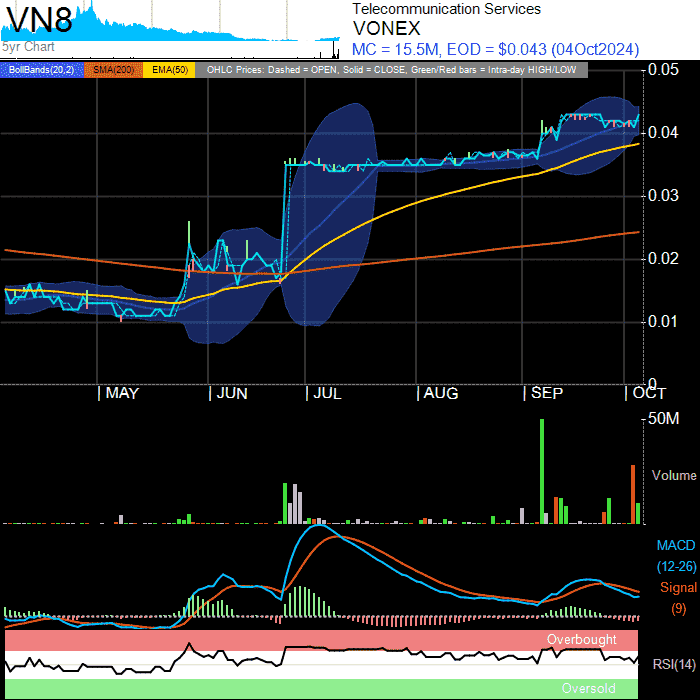 VN8
5yr Chart
Telecommunication Services
VONEX
MC = 15.5M, EOD = $0.043 (04Oct2024)
BollBands(20,2) SMA(200) EMA(50) OHLC Prices: Dashed = OPEN, Solid = CLOSE, Green/Red bars = Intra-day HIGH/LOW
0.05
0.04
0.03
0.02
0.01
0
MAY JUN JUL AUG SEP OCT
50M
Volume
MACD
(12-26)
Signal
(9)
Overbought
RSI(14)
Oversold